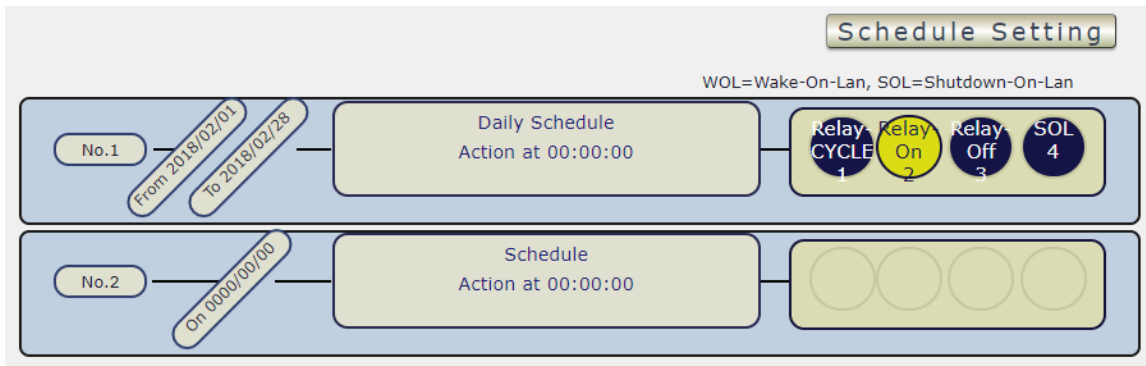 Schedule Setting
WOL=Wake-On-Lan, SOL=Shutdown-On-Lan
No.1
From 2018/02/01
To 2018/02/28
Daily Schedule
Action at 00:00:00
Relay-
CYCLE
1
Relay-
On
2
Relay-
Off
3
SOL
4
No.2
On 0000/00/00
Schedule
Action at 00:00:00